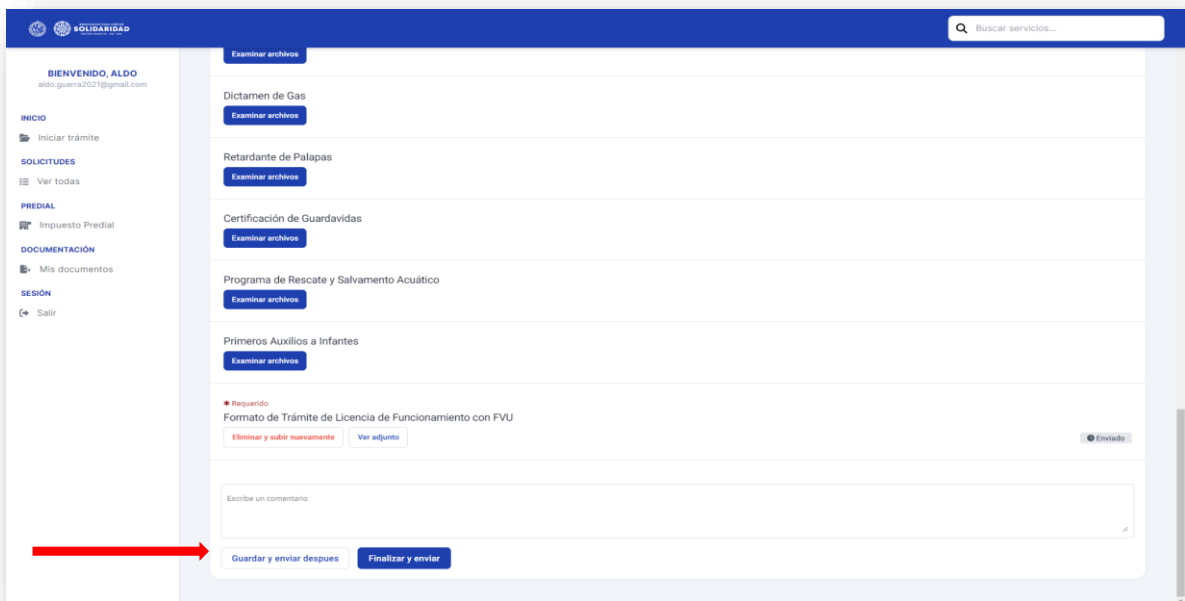 SOLIDARIDAD
Buscar servicios...
BIENVENIDO, ALDO
aldo.guerra2021@gmail.com
INICIO
Iniciar trámite
SOLICITUDES
Ver todas
PREDIAL
Impuesto Predial
DOCUMENTACIÓN
Mis documentos
SESIÓN
Salir
Examinar archivos
Dictamen de Gas
Examinar archivos
Retardante de Palapas
Examinar archivos
Certificación de Guardavidas
Examinar archivos
Programa de Rescate y Salvamento Acuático
Examinar archivos
Primeros Auxilios a Infantes
Examinar archivos
* Requerido
Formato de Trámite de Licencia de Funcionamiento con FVU
Eliminar y subir nuevamente Ver adjunto Enviado
Escribe un comentario
Guardar y enviar despues Finalizar y enviar